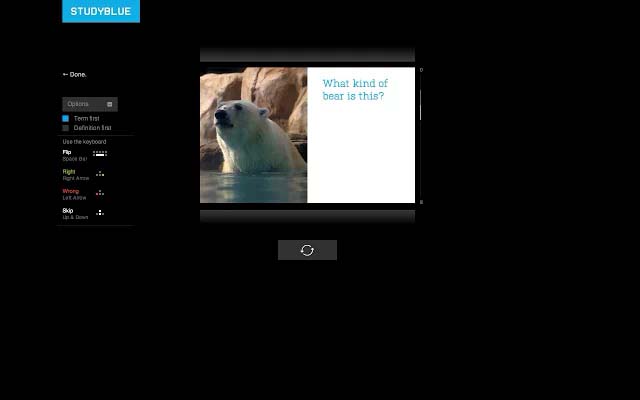 STUDYBLUE
← Done.
What kind of
bear is this?
Options
Term first
Definition first
Use the keyboard
Flip
Space Bar
Right
Right Arrow
Wrong
Left Arrow
Skip
Up & Down